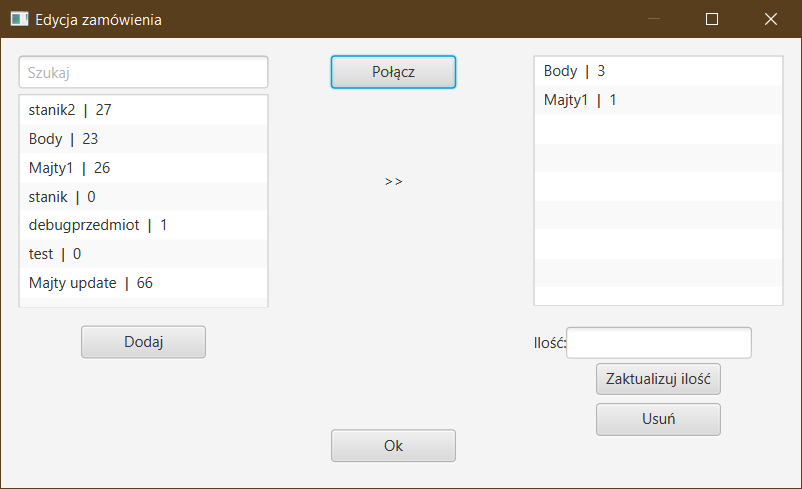 Edycja zamówienia
Szukaj
stanik2 | 27
Body | 23
Majty1 | 26
stanik | 0
debugprzedmiot | 1
test | 0
Majty update | 66
Dodaj
Połącz
>>
Ok
Body | 3
Majty1 | 1
Ilość:
Zaktualizuj ilość
Usuń